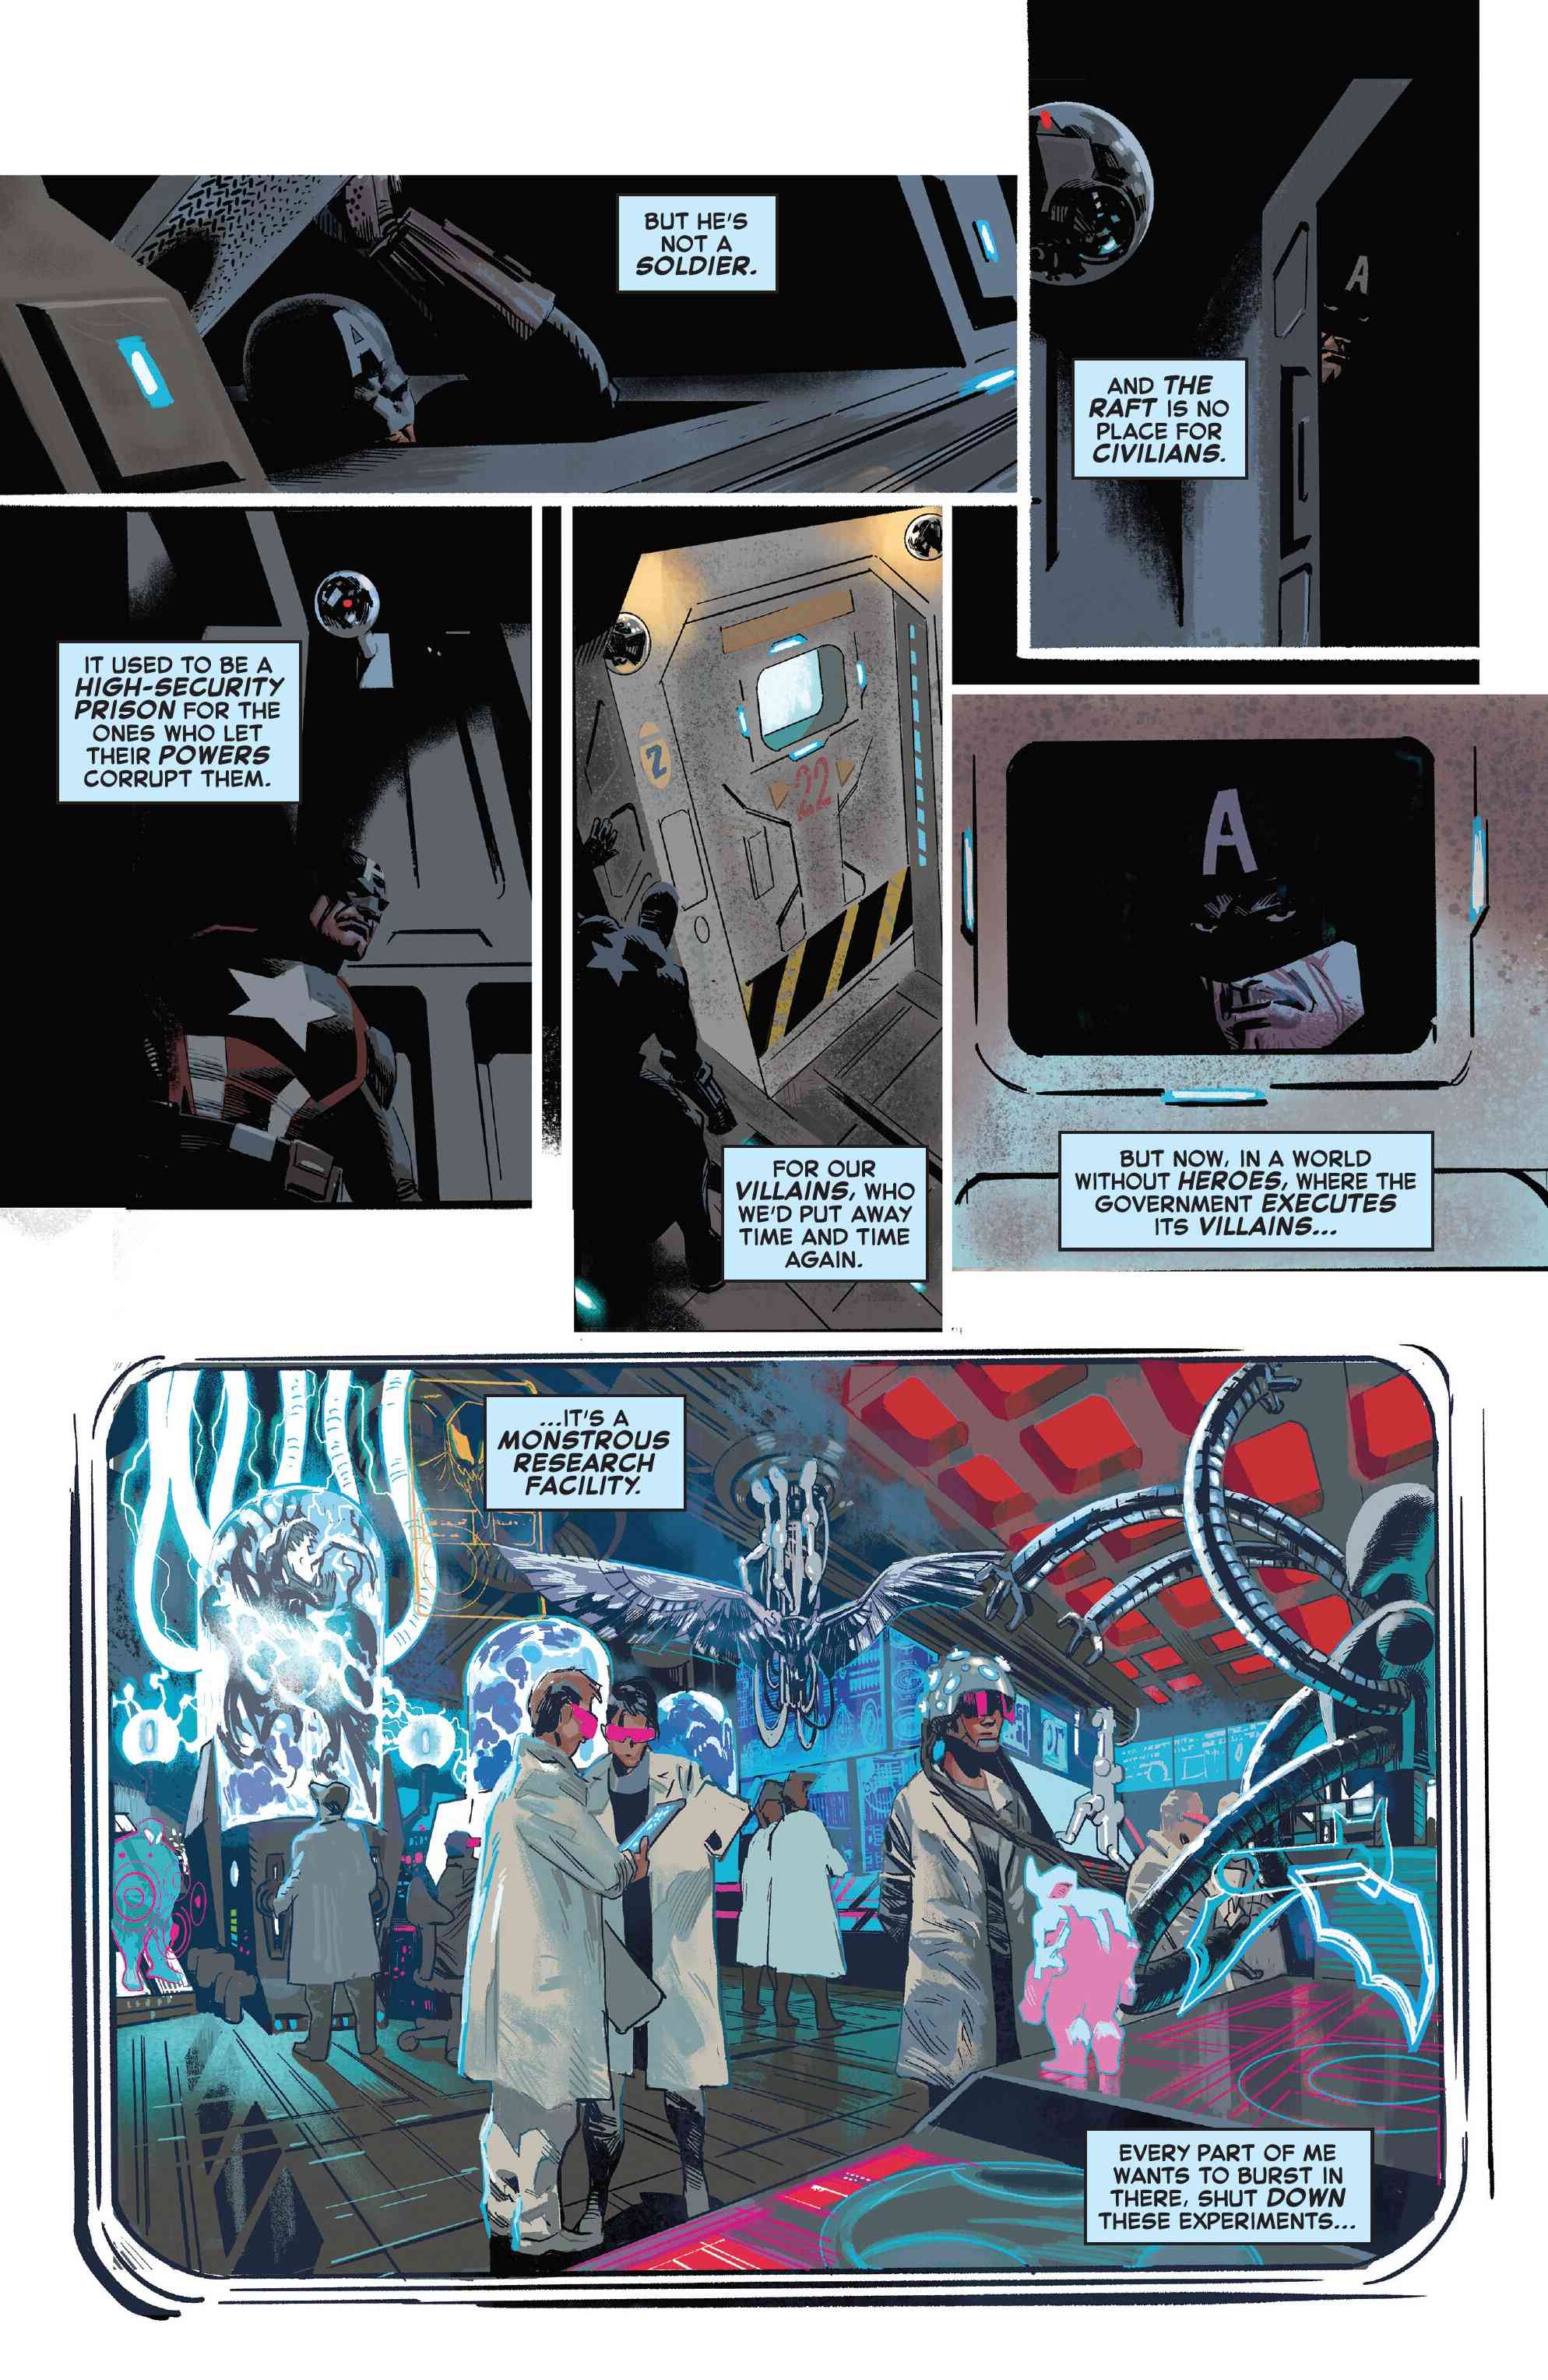 BUT HE'S
NOT A
SOLDIER.
A
A
AND THE
RAFT IS NO
PLACE FOR
CIVILIANS.
IT USED TO BE A
HIGH-SECURITY
PRISON FOR THE
ONES WHO LET
THEIR POWERS
CORRUPT THEM.
Z
22
FOR OUR
VILLAINS, WHO
WE'D PUT AWAY
TIME AND TIME
AGAIN.
A
BUT NOW, IN A WORLD
WITHOUT HEROES, WHERE THE
GOVERNMENT EXECUTES
ITS VILLAINS...
...IT'S A
MONSTROUS
RESEARCH
FACILITY.
EVERY PART OF ME
WANTS TO BURST IN
THERE, SHUT DOWN
THESE EXPERIMENTS...